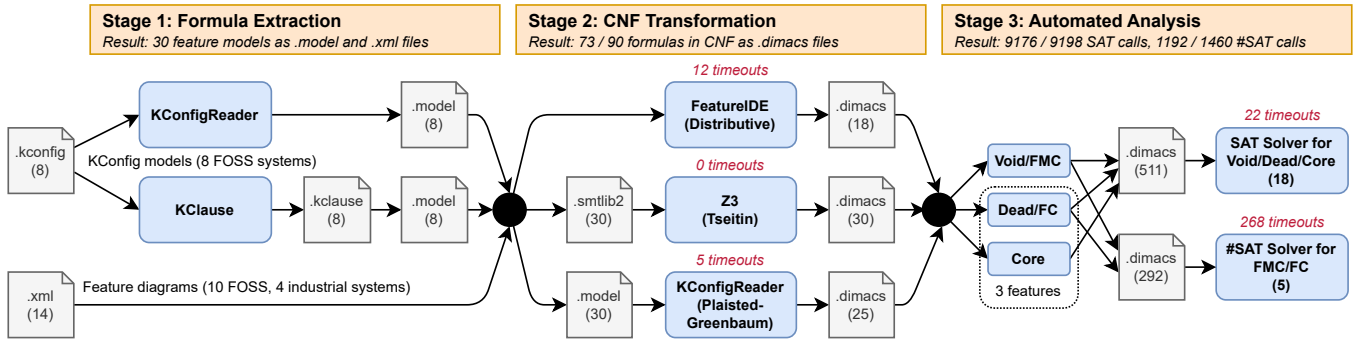 Stage 1: Formula Extraction
Result: 30 feature models as .model and .xml files
Stage 2: CNF Transformation
Result: 73 / 90 formulas in CNF as .dimacs files
Stage 3: Automated Analysis
Result: 9176 / 9198 SAT calls, 1192 / 1460 #SAT calls
.kconfig
(8)
KConfigReader
.model
(8)
KConfig models (8 FOSS systems)
KClause
.kclause
(8)
.model
(8)
.xml
(14)
Feature diagrams (10 FOSS, 4 industrial systems)
12 timeouts
FeatureIDE
(Distributive)
.dimacs
(18)
.smtlib2
(30)
0 timeouts
Z3
(Tseitin)
.dimacs
(30)
.model
(30)
5 timeouts
KConfigReader
(Plaisted-
Greenbaum)
.dimacs
(25)
Void/FMC
Dead/FC
Core
3 features
.dimacs
(511)
22 timeouts
SAT Solver for
Void/Dead/Core
(18)
.dimacs
(292)
268 timeouts
#SAT Solver for
FMC/FC
(5)